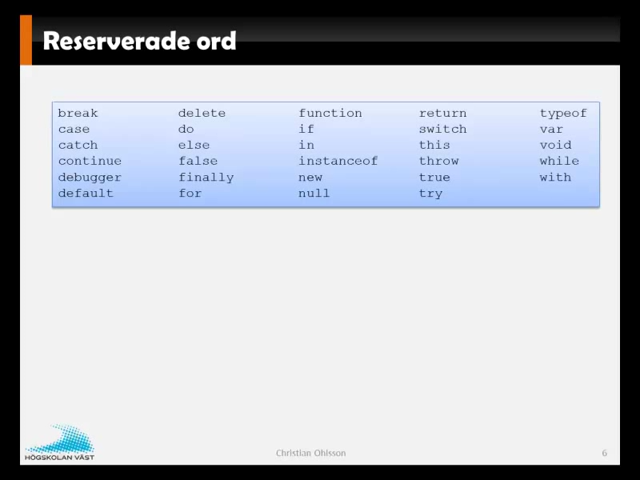 Reserverade ord
break delete function return typeof
case do if switch var
catch else in this void
continue false instanceof throw while
debugger finally new true with
default for null try
HÖGSKOLAN VÄST
Christian Ohlsson
6